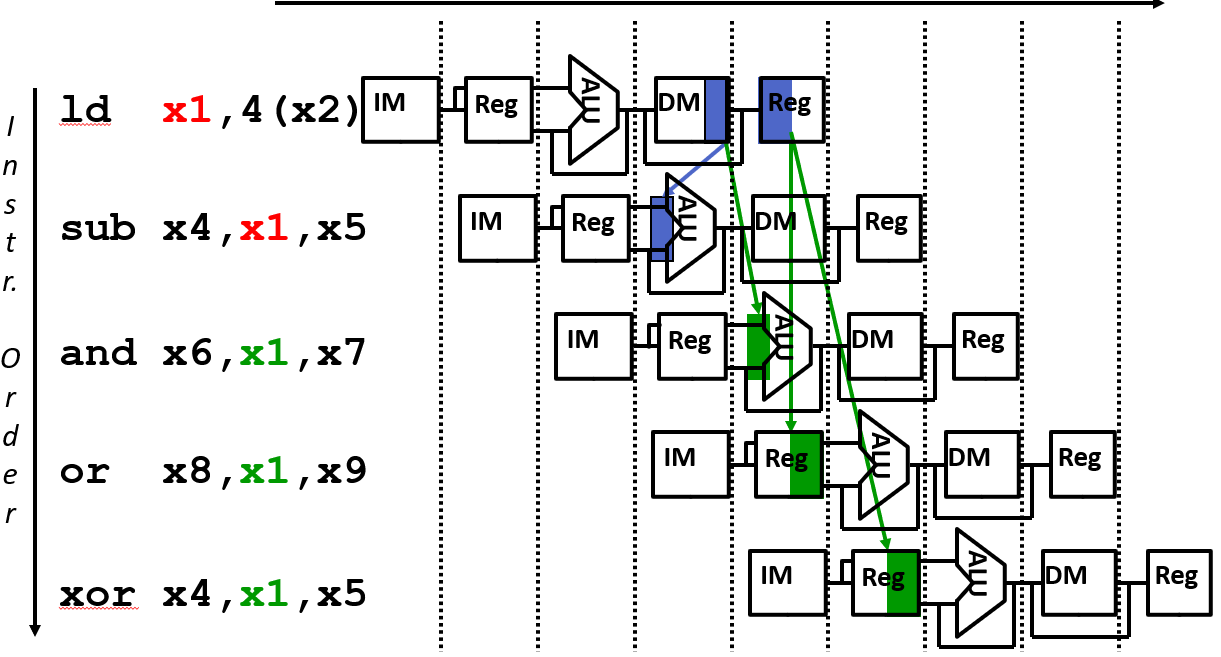 Instr. Order
ld x1,4(x2) IM Reg ALU DM Reg
sub x4,x1,x5 IM Reg ALU DM Reg
and x6,x1,x7 IM Reg ALU DM Reg
or x8,x1,x9 IM Reg ALU DM Reg
xor x4,x1,x5 IM Reg ALU DM Reg